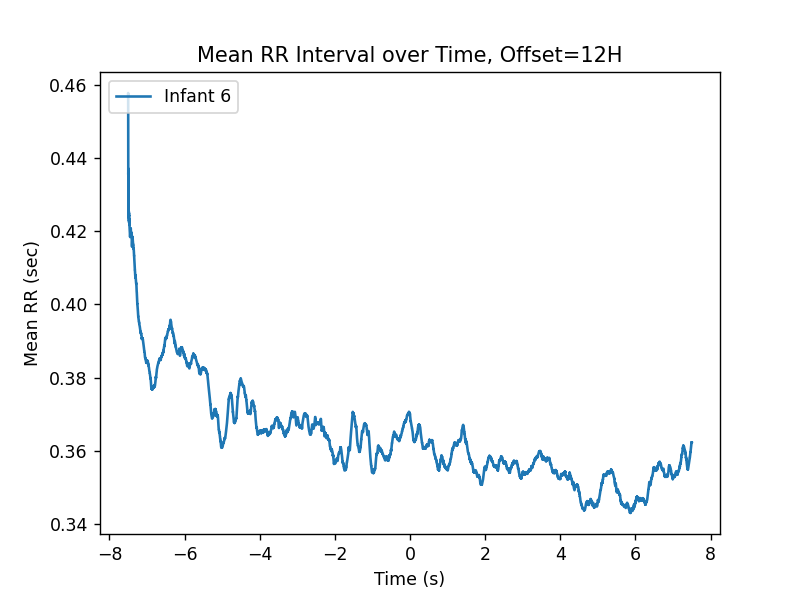 Mean RR Interval over Time, Offset=12H
Infant 6
Mean RR (sec)
0.46
0.44
0.42
0.40
0.38
0.36
0.34
−8 −6 −4 −2 0 2 4 6 8
Time (s)